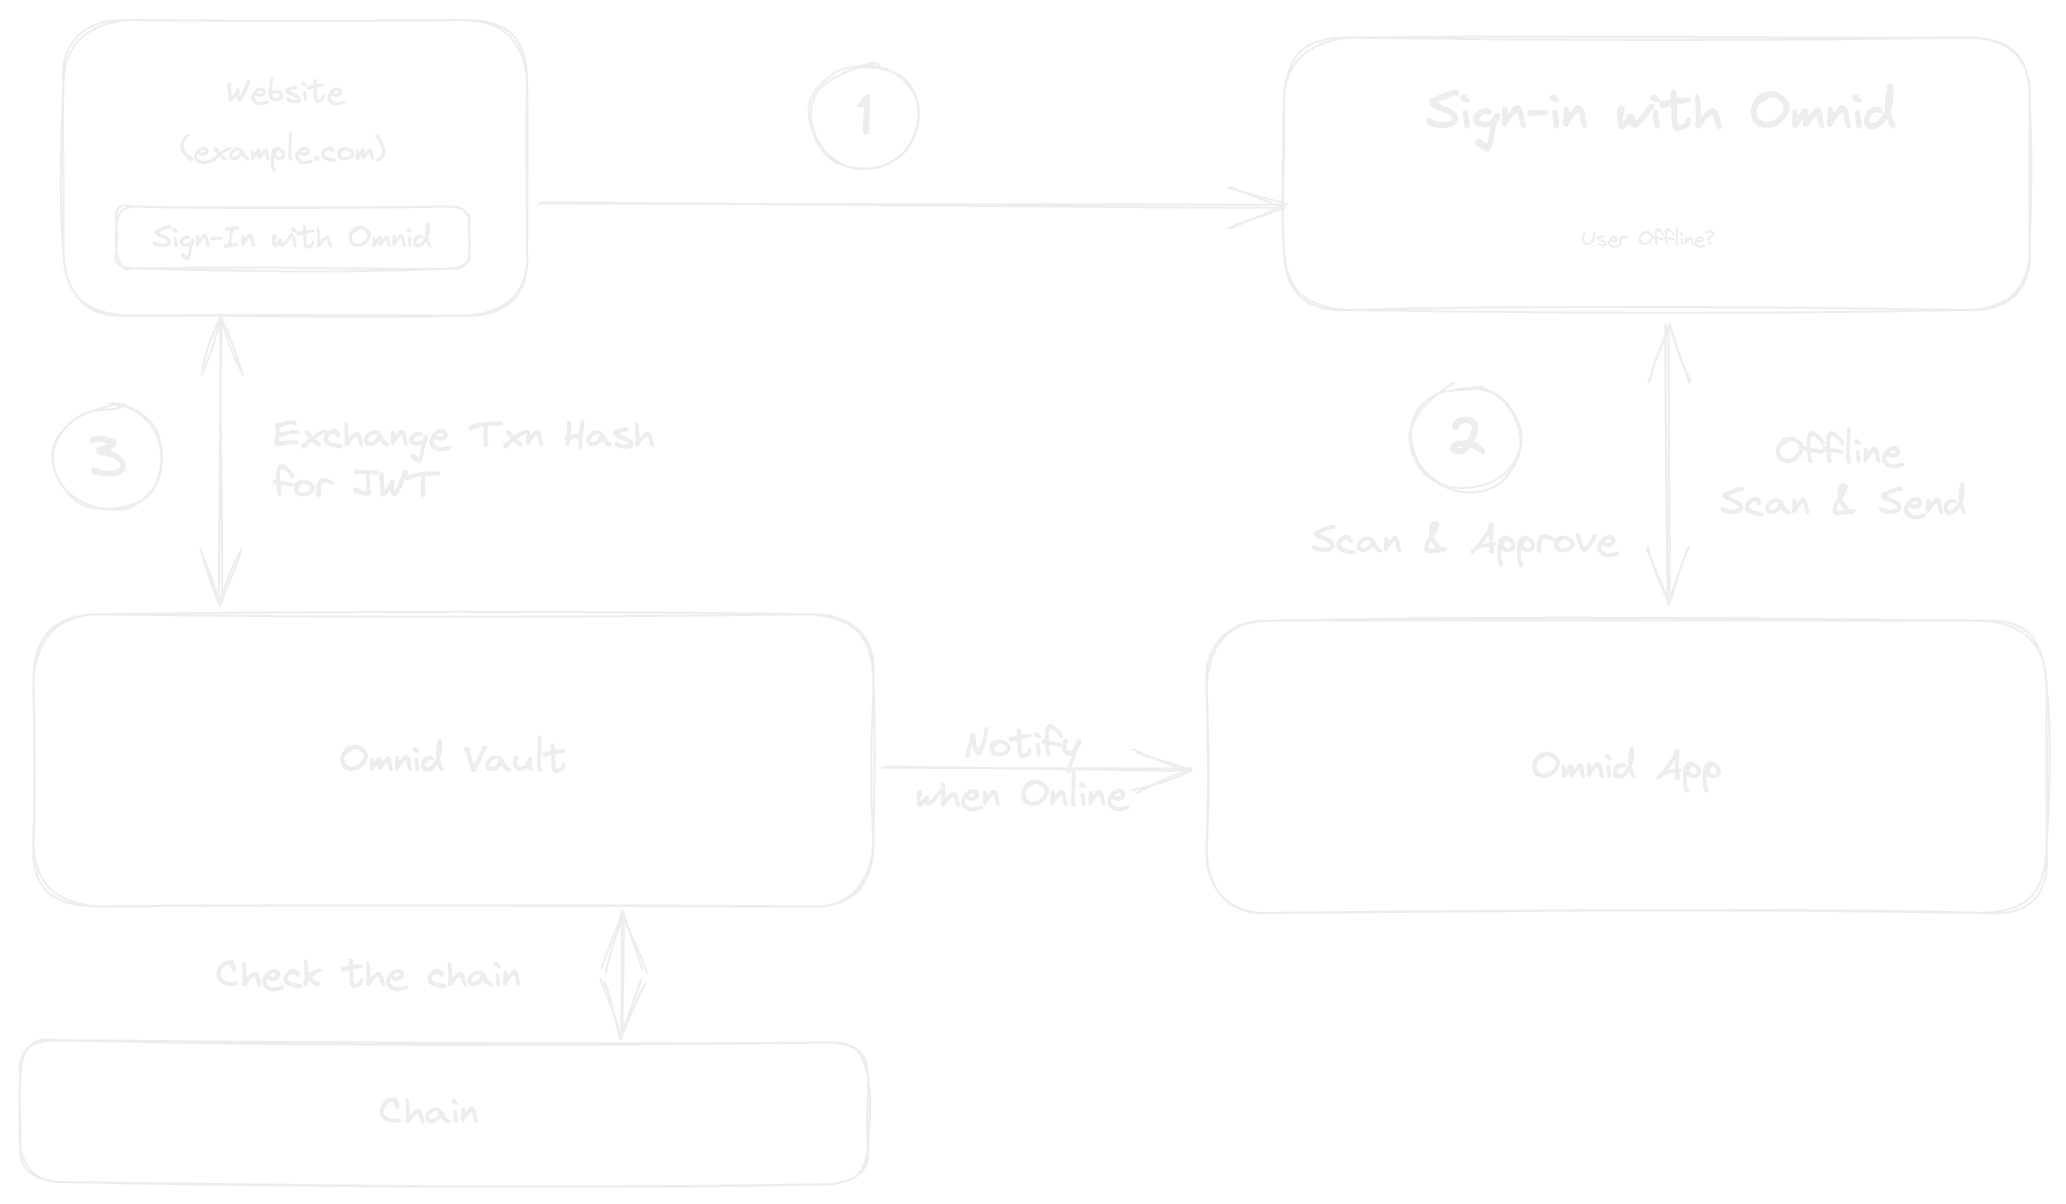 Website
(example.com)
Sign-In with Omnid
1
Sign-in with Omnid
User Offline?
3
Exchange Txn Hash
for JWT
2
Scan & Approve
Offline
Scan & Send
Omnid Vault
Notify
when Online
Omnid App
Check the chain
Chain